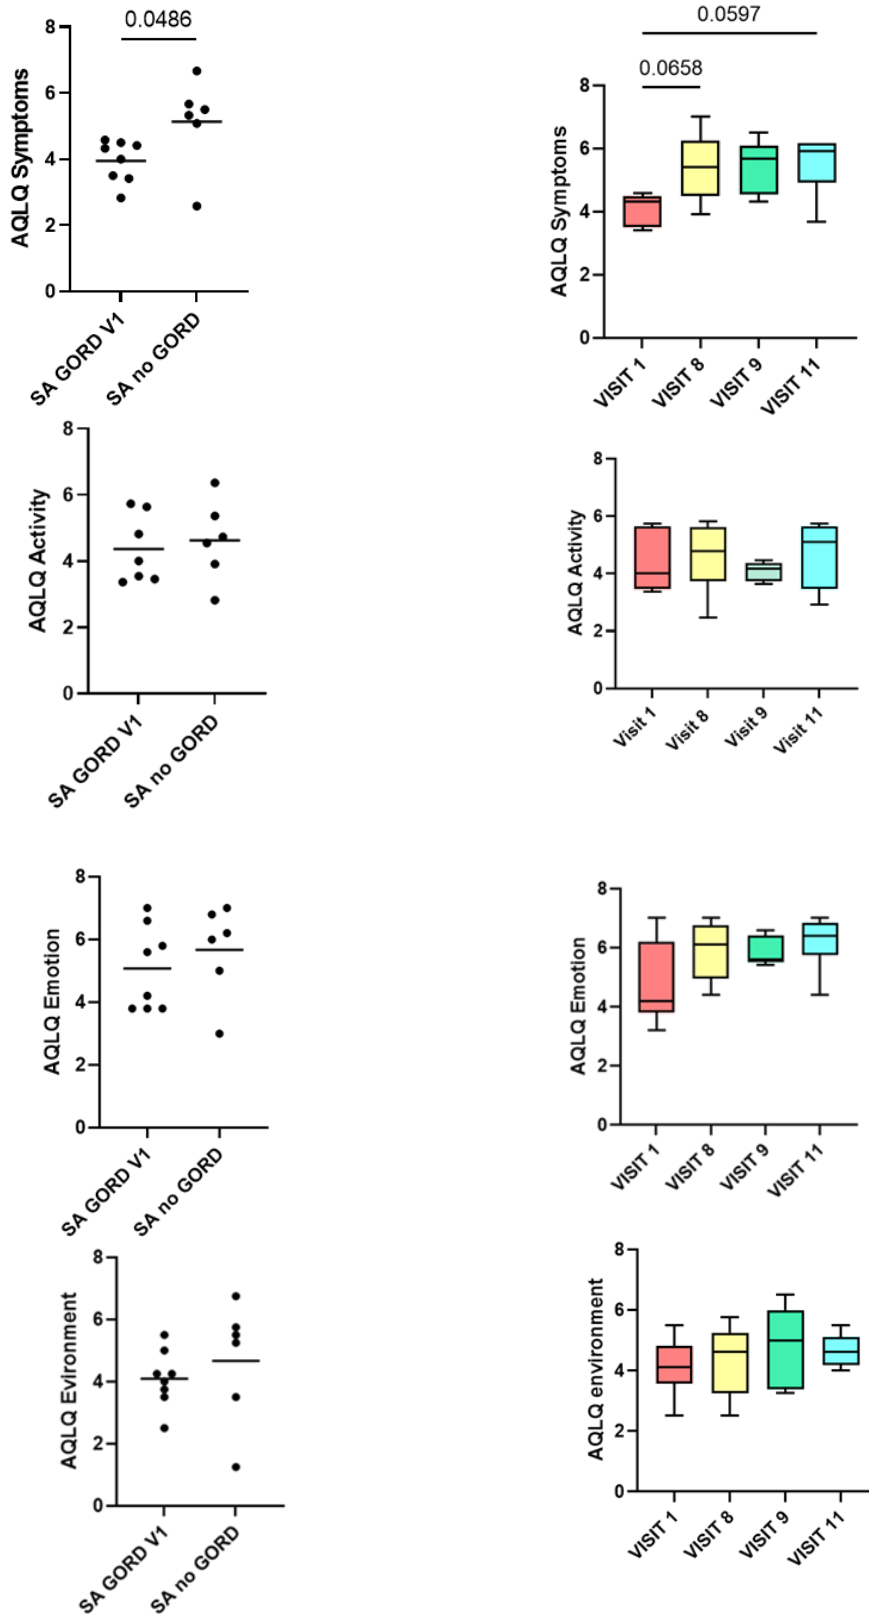 0.0486
AQLQ Symptoms
8
6
4
2
0
SA GORD V1
SA no GORD
0.0597
0.0658
AQLQ Symptoms
8
6
4
2
0
VISIT 1
VISIT 8
VISIT 9
VISIT 11
AQLQ Activity
8
6
4
2
0
SA GORD V1
SA no GORD
AQLQ Activity
8
6
4
2
0
Visit 1
Visit 8
Visit 9
Visit 11
AQLQ Emotion
8
6
4
2
0
SA GORD V1
SA no GORD
AQLQ Emotion
8
6
4
2
0
VISIT 1
VISIT 8
VISIT 9
VISIT 11
AQLQ Evironment
8
6
4
2
0
SA GORD V1
SA no GORD
AQLQ environment
8
6
4
2
0
VISIT 1
VISIT 8
VISIT 9
VISIT 11